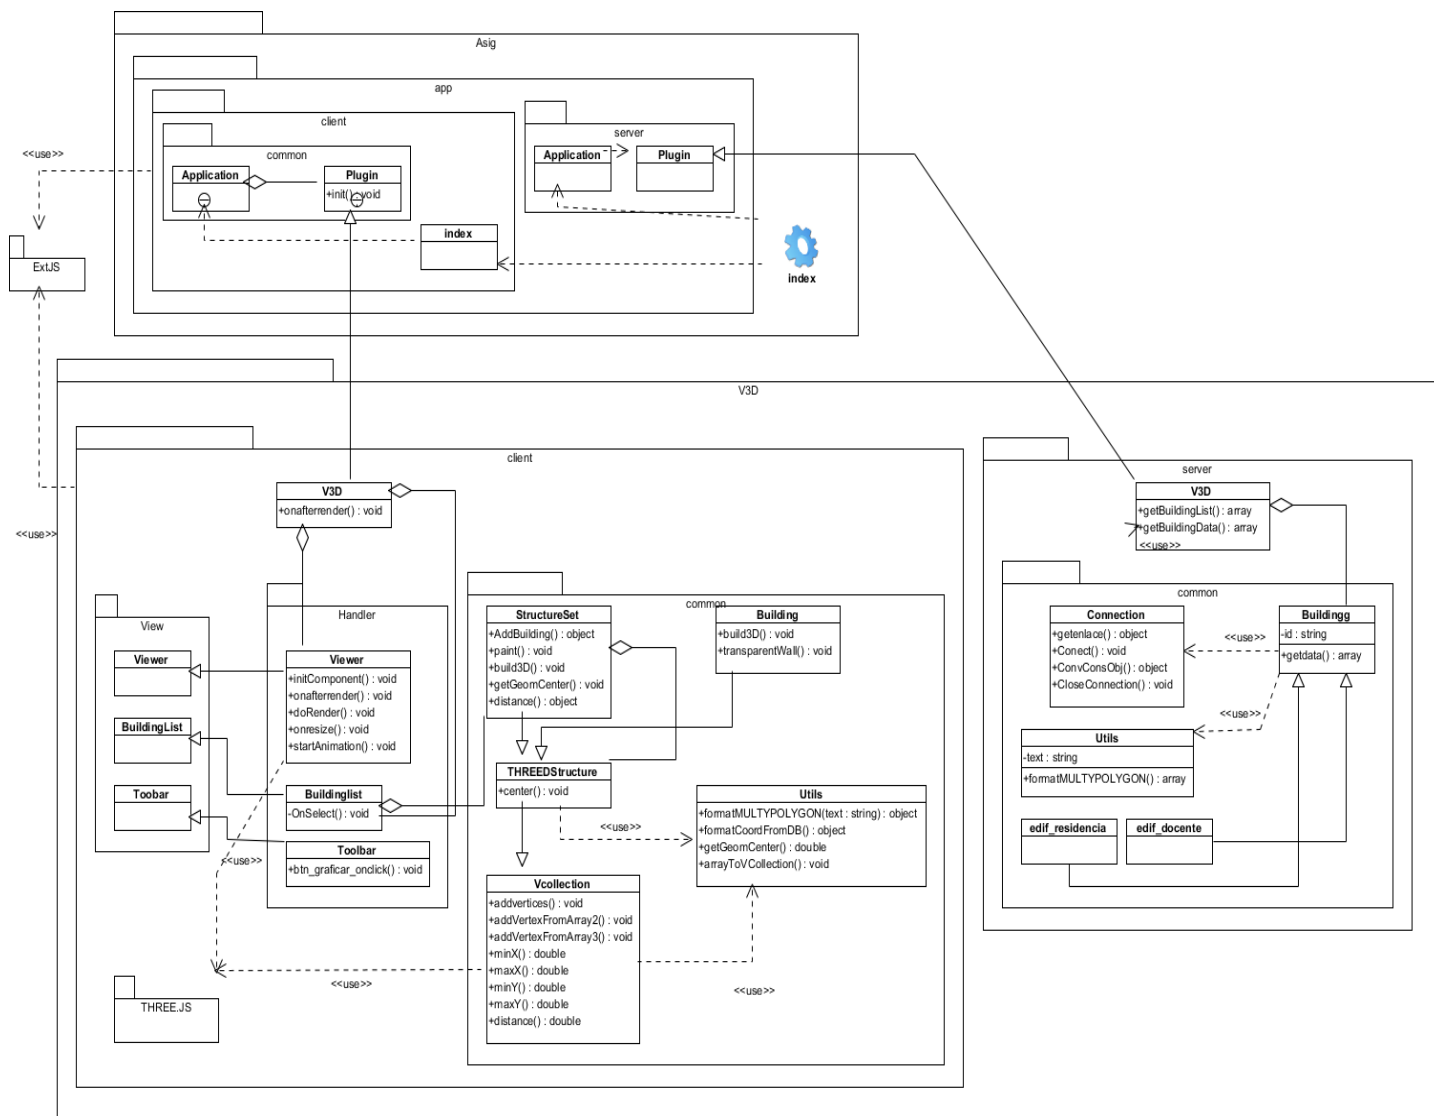 Asig
app
client
server
common
<<use>>
Application
Plugin
+init() : void
Application
Plugin
index
index
ExtJS
<<use>>
V3D
client
server
V3D
+onafterrender() : void
V3D
+getBuildingList() : array
+getBuildingData() : array
<<use>>
View
Viewer
BuildingList
Toobar
Handler
Viewer
+initComponent() : void
+onafterrender() : void
+doRender() : void
+onresize() : void
+startAnimation() : void
Buildinglist
-OnSelect() : void
Toolbar
+btn_graficar_onclick() : void
<<use>>
common
StructureSet
+AddBuilding() : object
+paint() : void
+build3D() : void
+getGeomCenter() : void
+distance() : object
Building
+build3D() : void
+transparentWall() : void
THREEDStructure
+center() : void
<<use>>
Utils
+formatMULTYPOLYGON(text : string) : object
+formatCoordFromDB() : object
+getGeomCenter() : double
+arrayToVCollection() : void
Vcollection
+addvertices() : void
+addVertexFromArray2() : void
+addVertexFromArray3() : void
+minX() : double
+maxX() : double
+minY() : double
+maxY() : double
+distance() : double
<<use>>
<<use>>
THREE.JS
common
Connection
+getenlace() : object
+Conect() : void
+ConvConsObj() : object
+CloseConnection() : void
<<use>>
Buildingg
-id : string
+getdata() : array
<<use>>
Utils
-text : string
+formatMULTYPOLYGON() : array
edif_residencia
edif_docente